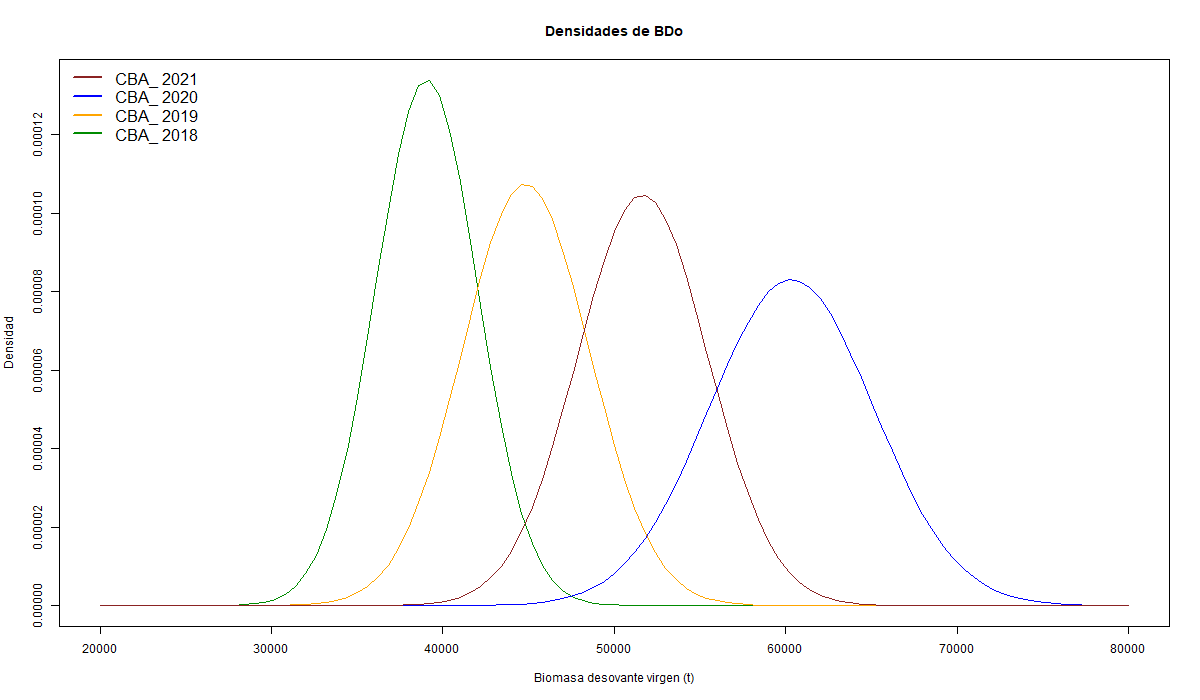 Densidades de BDo
CBA_ 2021
CBA_ 2020
CBA_ 2019
CBA_ 2018
Densidad
0.00012
0.00010
0.00008
0.00006
0.00004
0.00002
0.00000
20000 30000 40000 50000 60000 70000 80000
Biomasa desovante virgen (t)